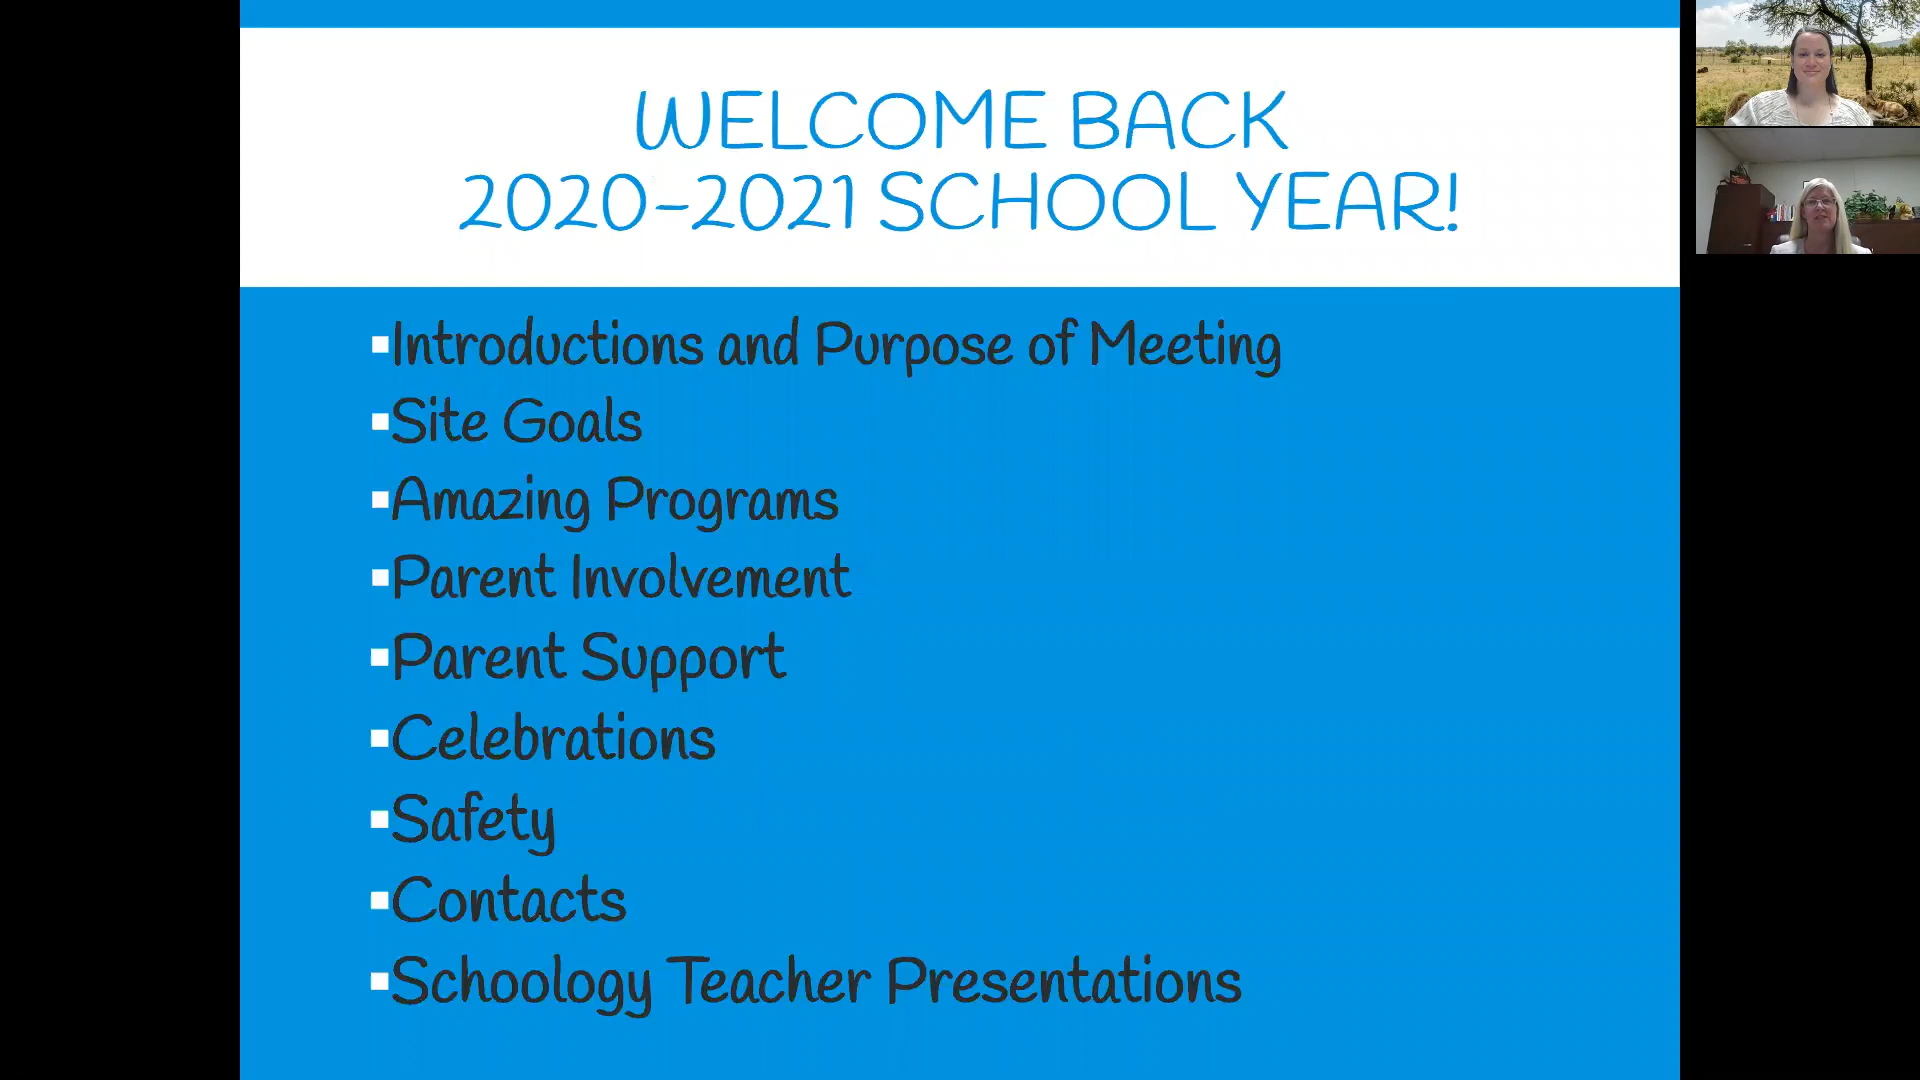 WELCOME BACK
2020-2021 SCHOOL YEAR!
▪Introductions and Purpose of Meeting
▪Site Goals
▪Amazing Programs
▪Parent Involvement
▪Parent Support
▪Celebrations
▪Safety
▪Contacts
▪Schoology Teacher Presentations